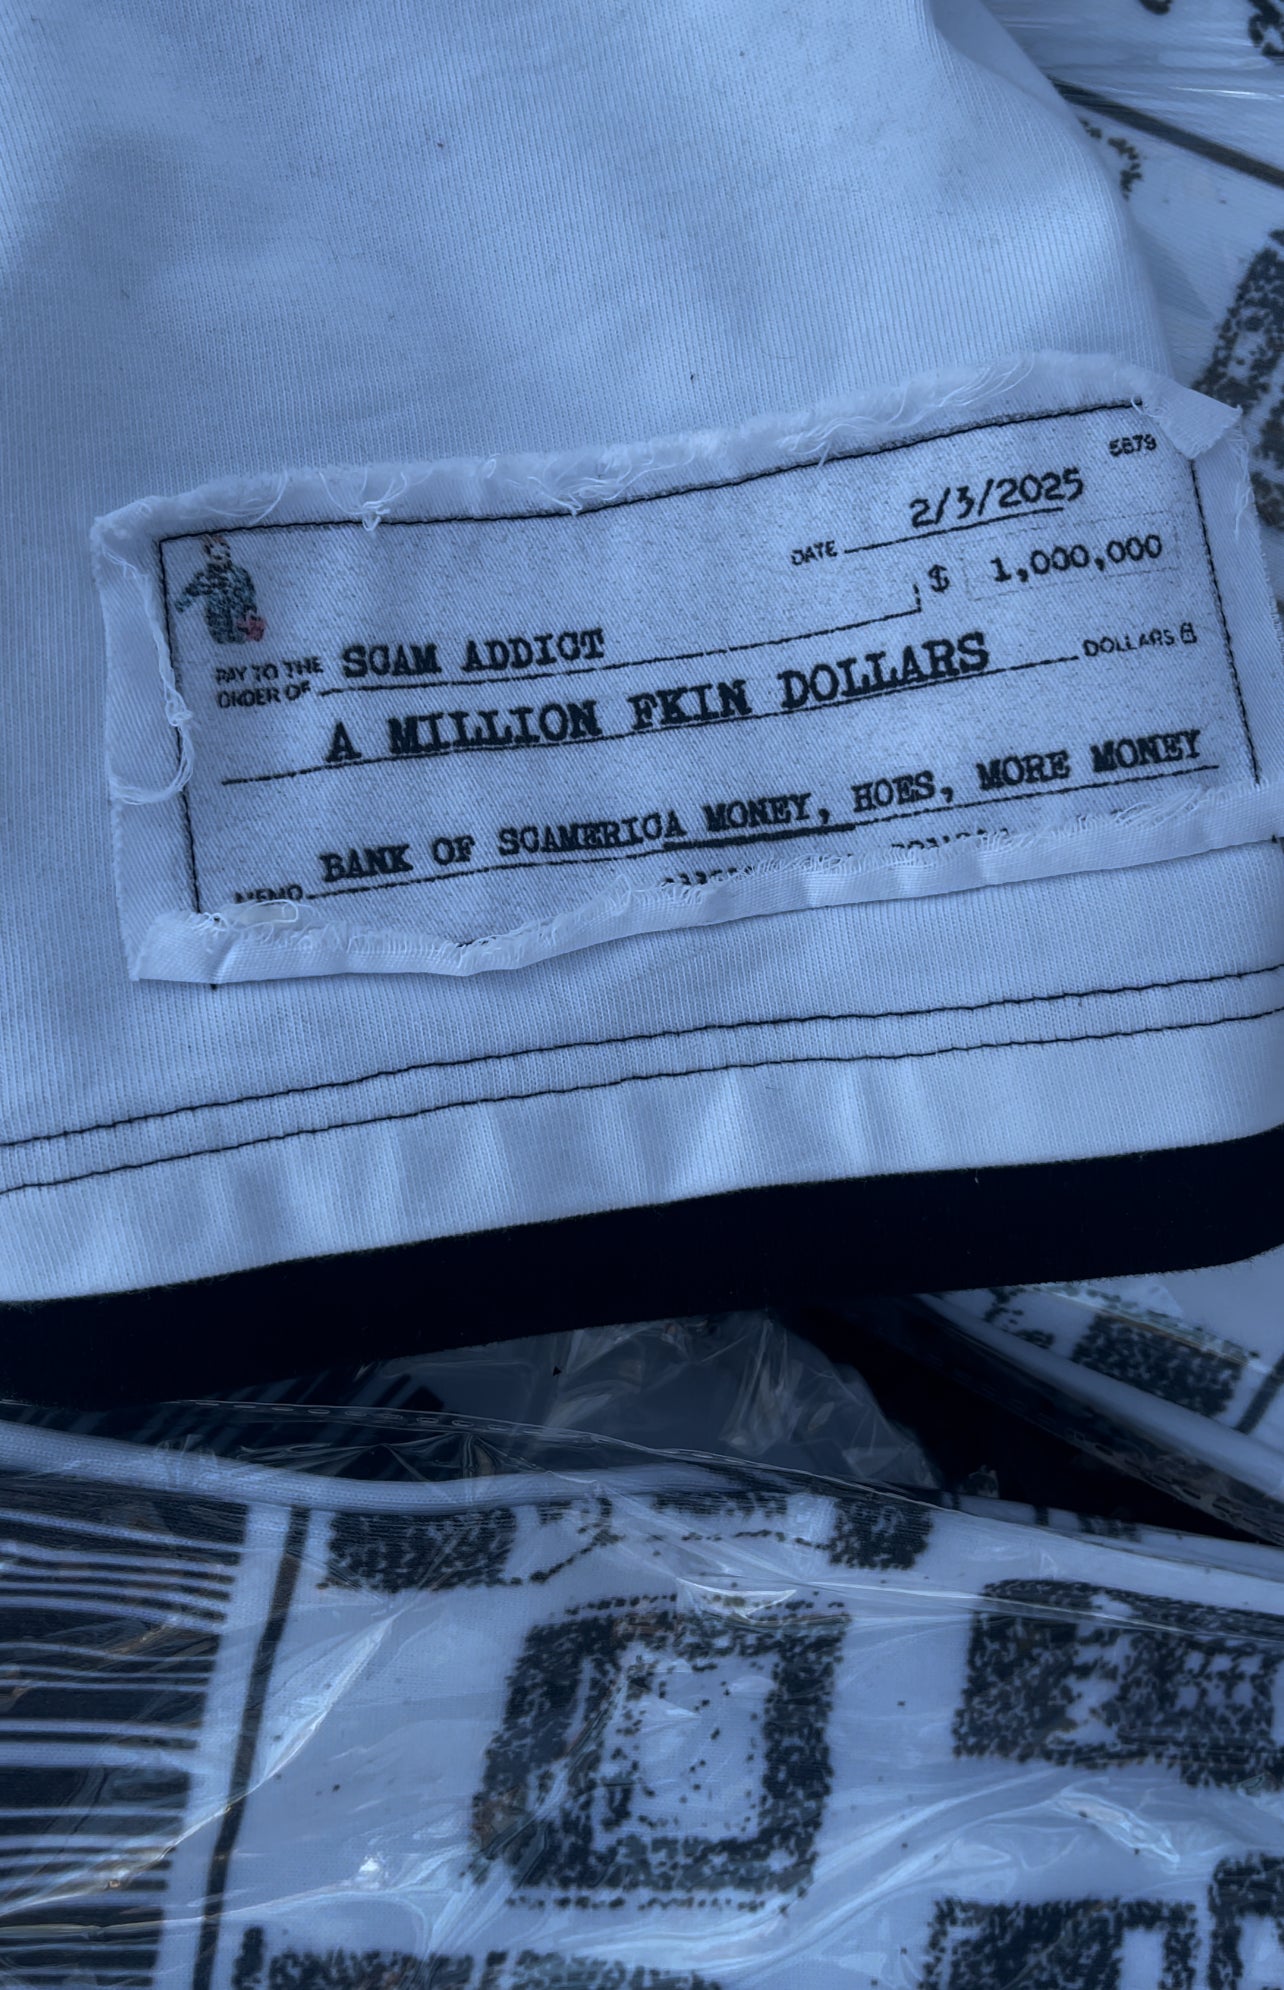 5879
2/3/2025
DATE
$ 1,000,000
PAY TO THE
ORDER OF
SCAM ADDICT
A MILLION FKIN DOLLARS
DOLLARS
BANK OF SCAMERICA MONEY, HOES, MORE MONEY
MEMO